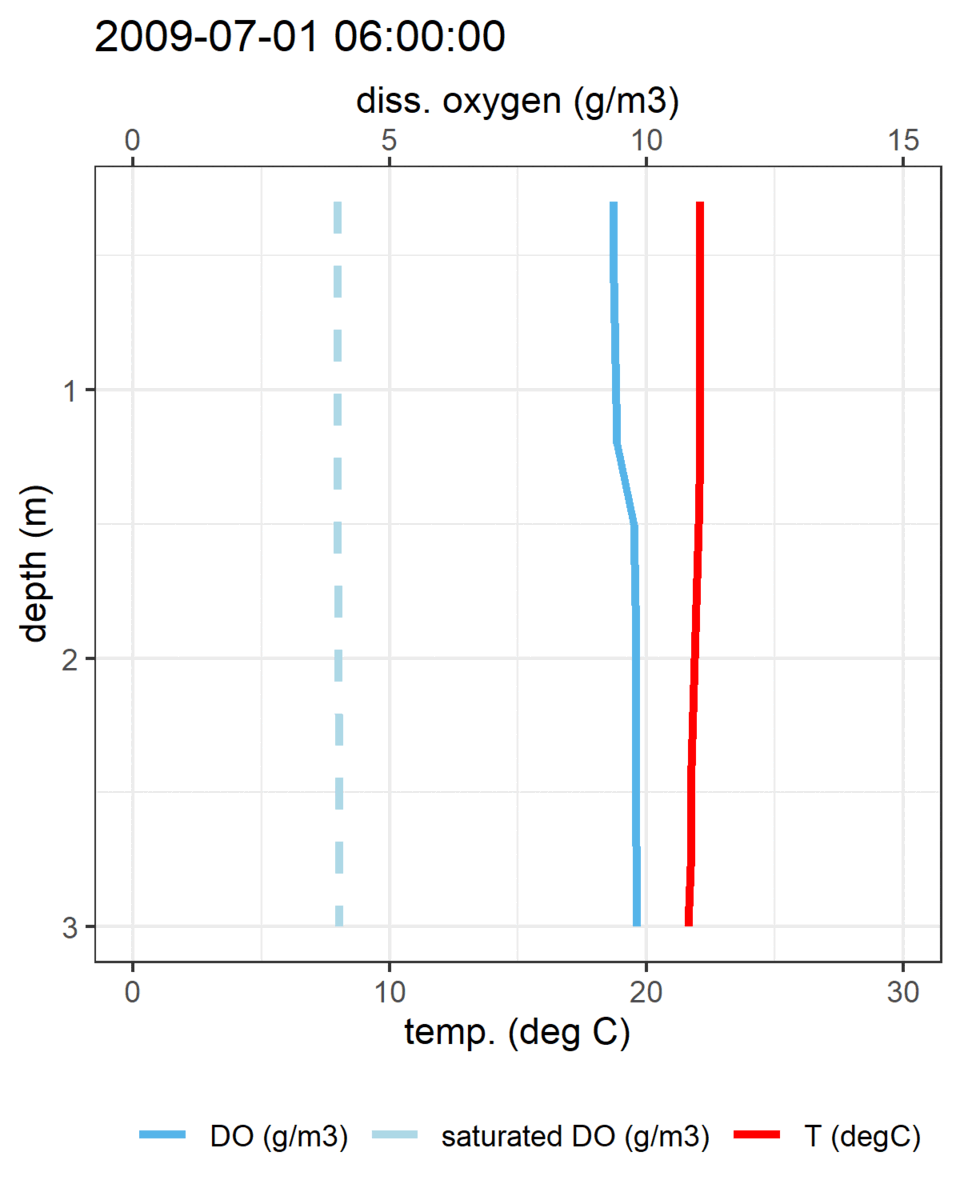 2009-07-01 06:00:00
diss. oxygen (g/m3)
0 5 10 15
depth (m)
1
2
3
0 10 20 30
temp. (deg C)
DO (g/m3) saturated DO (g/m3) T (degC)